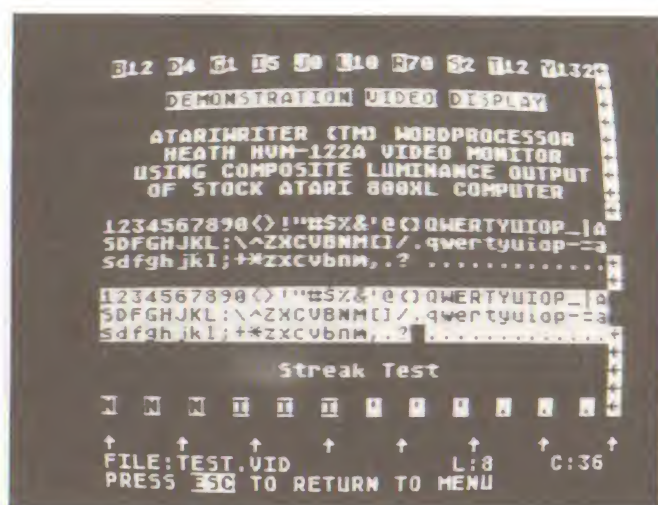 B12 D4 G1 I5 J0 L10 R70 S2 T12 Y132
DEMONSTRATION VIDEO DISPLAY
ATARIWRITER (TM) WORDPROCESSOR
HEATH HVM-122A VIDEO MONITOR
USING COMPOSITE LUMINANCE OUTPUT
OF STOCK ATARI 800XL COMPUTER
1234567890<>!"#$%&'@()QWERTYUIOP_|A
SDFGHJKL:\^ZXCVBNM[]/.qwertyuiop-=a
sdfghjkl;+*zxcvbnm,.? .............
1234567890<>!"#$%&'@()QWERTYUIOP_|A
SDFGHJKL:\^ZXCVBNM[]/.qwertyuiop-=a
sdfghjkl;+*zxcvbnm,.? .............
Streak Test
N N N I I I
FILE:TEST.VID L:8 C:36
PRESS ESC TO RETURN TO MENU